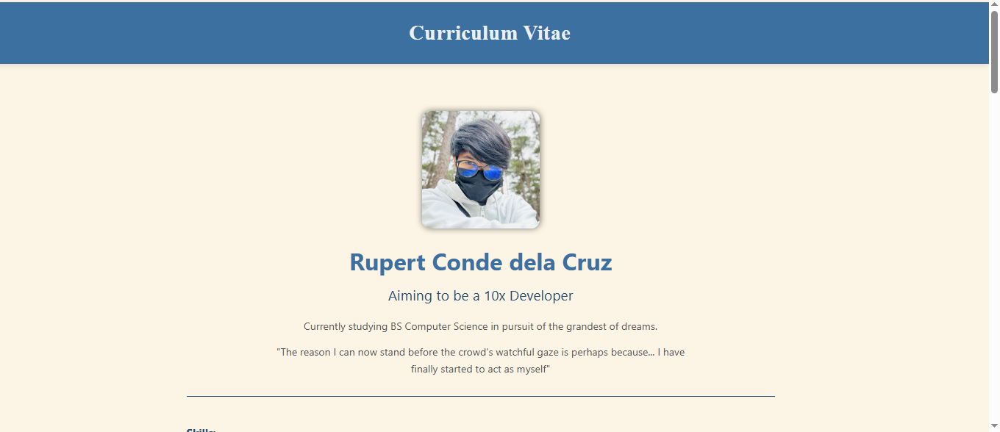 Curriculum Vitae
Rupert Conde dela Cruz
Aiming to be a 10x Developer
Currently studying BS Computer Science in pursuit of the grandest of dreams.
"The reason I can now stand before the crowd's watchful gaze is perhaps because... I have
finally started to act as myself"